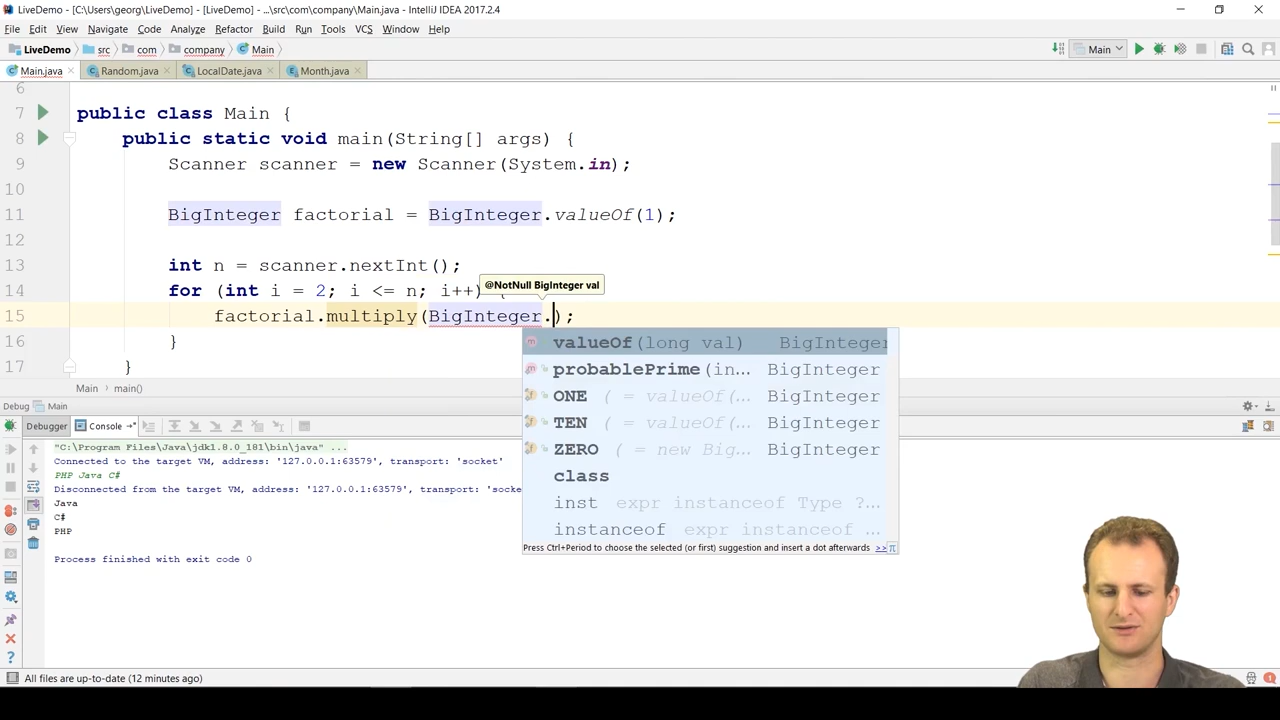 LiveDemo - [C:\Users\georg\LiveDemo] - [LiveDemo] - ...\src\com\company\Main.java - IntelliJ IDEA 2017.2.4
File Edit View Navigate Code Analyze Refactor Build Run Tools VCS Window Help
LiveDemo src com company Main Main
Main.java Random.java LocalDate.java Month.java
6
7 public class Main {
8 public static void main(String[] args) {
9 Scanner scanner = new Scanner(System.in);
10
11 BigInteger factorial = BigInteger.valueOf(1);
12
13 int n = scanner.nextInt();
@NotNull BigInteger val
14 for (int i = 2; i <= n; i++) {
15 factorial.multiply(BigInteger.);
16 }
17 }
valueOf(long val) BigInteger
probablePrime(in... BigInteger
ONE ( = valueOf(... BigInteger
TEN ( = valueOf(... BigInteger
ZERO ( = new Big... BigInteger
class
inst expr instanceof Type ?...
instanceof expr instanceof ...
Press Ctrl+Period to choose the selected (or first) suggestion and insert a dot afterwards >> π
Main main()
Debug Main
Debugger Console
"C:\Program Files\Java\jdk1.8.0_181\bin\java" ...
Connected to the target VM, address: '127.0.0.1:63579', transport: 'socket'
PHP Java C#
Disconnected from the target VM, address: '127.0.0.1:63579', transport: 'socke
Java
C#
PHP
Process finished with exit code 0
All files are up-to-date (12 minutes ago)
1